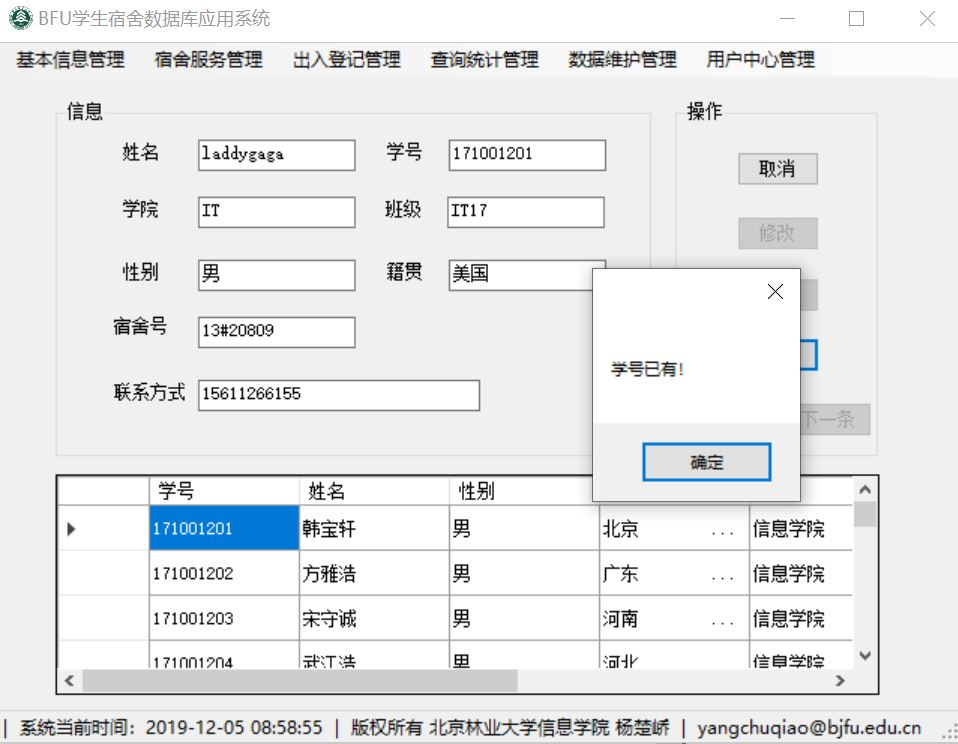 BFU学生宿舍数据库应用系统
基本信息管理 宿舍服务管理 出入登记管理 查询统计管理 数据维护管理 用户中心管理
信息
姓名 laddygaga 学号 171001201
学院 IT 班级 IT17
性别 男 籍贯 美国
宿舍号 13#20809
联系方式 15611266155
操作
取消
修改
下一条
学号已有!
确定
学号 姓名 性别
171001201 韩宝轩 男 北京 ... 信息学院
171001202 方雅浩 男 广东 ... 信息学院
171001203 宋守诚 男 河南 ... 信息学院
171001204 武江浩 男 河北 信息学院
| 系统当前时间: 2019-12-05 08:58:55 | 版权所有 北京林业大学信息学院 杨楚峤 | yangchuqiao@bjfu.edu.cn